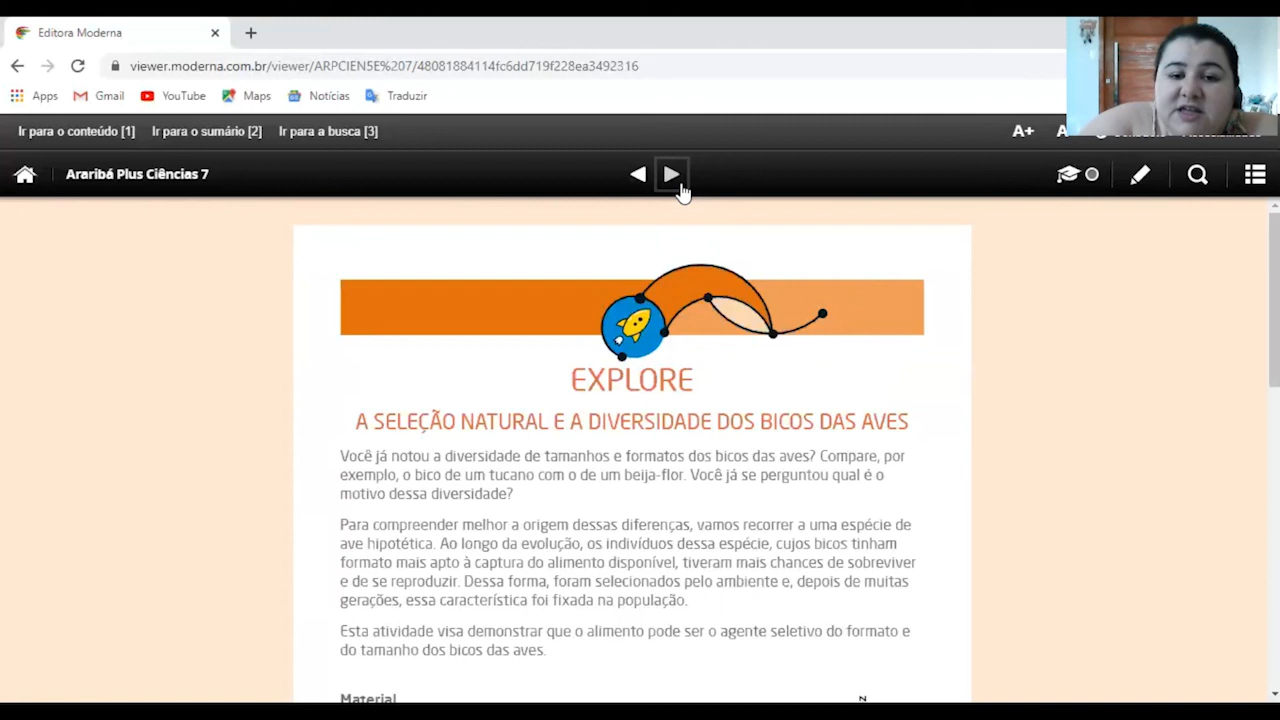 Editora Moderna
viewer.moderna.com.br/viewer/ARPCIEN5E%207/48081884114fc6dd719f228ea3492316
Apps Gmail YouTube Maps Notícias Traduzir
Ir para o conteúdo [1] Ir para o sumário [2] Ir para a busca [3] A+
Araribá Plus Ciências 7
EXPLORE
A SELEÇÃO NATURAL E A DIVERSIDADE DOS BICOS DAS AVES
Você já notou a diversidade de tamanhos e formatos dos bicos das aves? Compare, por
exemplo, o bico de um tucano com o de um beija-flor. Você já se perguntou qual é o
motivo dessa diversidade?
Para compreender melhor a origem dessas diferenças, vamos recorrer a uma espécie de
ave hipotética. Ao longo da evolução, os indivíduos dessa espécie, cujos bicos tinham
formato mais apto à captura do alimento disponível, tiveram mais chances de sobreviver
e de se reproduzir. Dessa forma, foram selecionados pelo ambiente e, depois de muitas
gerações, essa característica foi fixada na população.
Esta atividade visa demonstrar que o alimento pode ser o agente seletivo do formato e
do tamanho dos bicos das aves.
Material